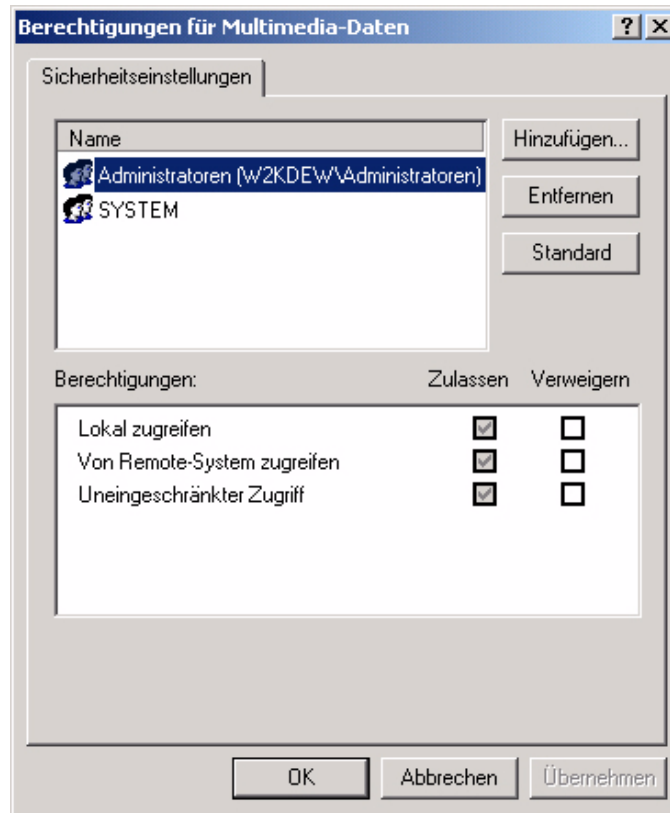 Berechtigungen für Multimedia-Daten
Sicherheitseinstellungen
Name
Administratoren (W2KDEW\Administratoren)
SYSTEM
Hinzufügen...
Entfernen
Standard
Berechtigungen: Zulassen Verweigern
Lokal zugreifen
Von Remote-System zugreifen
Uneingeschränkter Zugriff
OK Abbrechen Übernehmen